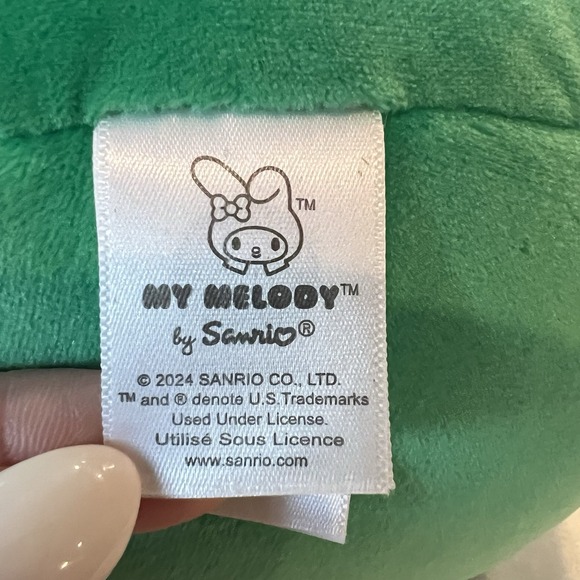 TM
MY MELODY™
by Sanrio®
© 2024 SANRIO CO., LTD.
™ and ® denote U.S.Trademarks
Used Under License.
Utilisé Sous Licence
www.sanrio.com